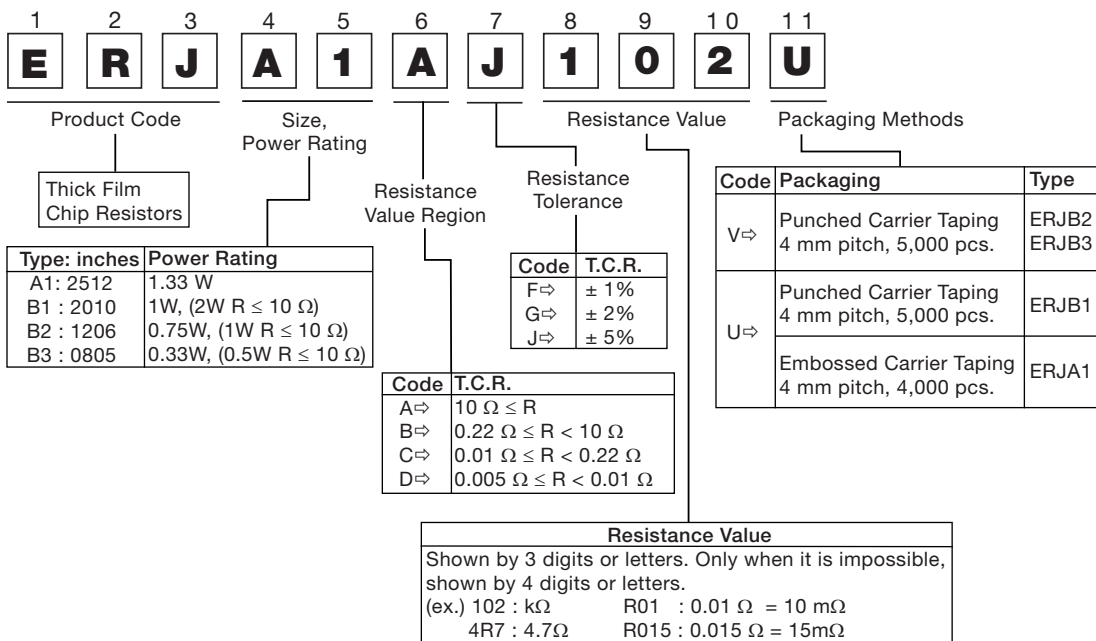 1 2 3 4 5 6 7 8 9 10 11
E R J A 1 A J 1 0 2 U
Product Code
Size,
Power Rating
Resistance Value
Packaging Methods
Thick Film
Chip Resistors
Resistance
Value Region
Resistance
Tolerance
Type: inches Power Rating
A1: 2512 1.33 W
B1 : 2010 1W, (2W R ≤ 10 Ω)
B2 : 1206 0.75W, (1W R ≤ 10 Ω)
B3 : 0805 0.33W, (0.5W R ≤ 10 Ω)
Code T.C.R.
F⇨ ± 1%
G⇨ ± 2%
J⇨ ± 5%
Code T.C.R.
A⇨ 10 Ω ≤ R
B⇨ 0.22 Ω ≤ R < 10 Ω
C⇨ 0.01 Ω ≤ R < 0.22 Ω
D⇨ 0.005 Ω ≤ R < 0.01 Ω
Code Packaging Type
V⇨
Punched Carrier Taping ERJB2
4 mm pitch, 5,000 pcs. ERJB3
U⇨
Punched Carrier Taping
4 mm pitch, 5,000 pcs.
ERJB1
Embossed Carrier Taping
4 mm pitch, 4,000 pcs.
ERJA1
Resistance Value
Shown by 3 digits or letters. Only when it is impossible,
shown by 4 digits or letters.
(ex.) 102 : kΩ R01 : 0.01 Ω = 10 mΩ
4R7 : 4.7Ω R015 : 0.015 Ω = 15mΩ